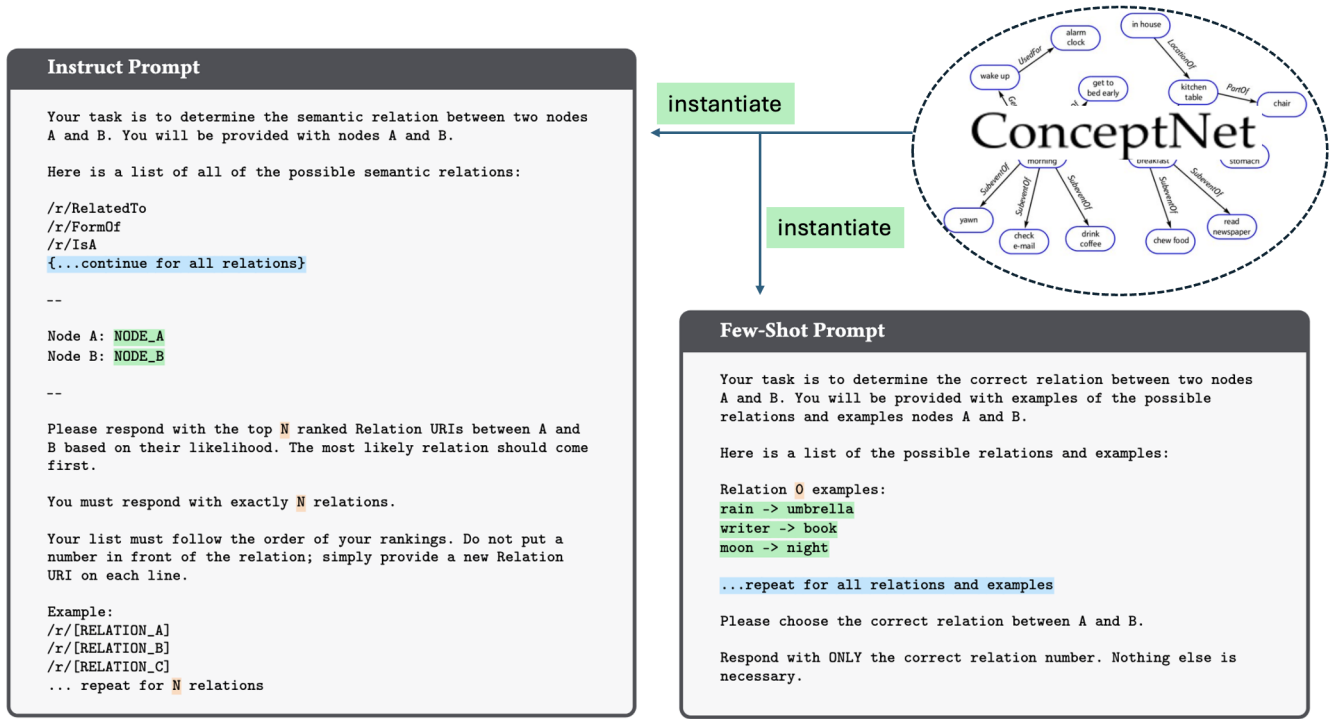 Instruct Prompt
Your task is to determine the semantic relation between two nodes
A and B. You will be provided with nodes A and B.
Here is a list of all of the possible semantic relations:
/r/RelatedTo
/r/FormOf
/r/IsA
{...continue for all relations}
--
Node A: NODE_A
Node B: NODE_B
--
Please respond with the top N ranked Relation URIs between A and
B based on their likelihood. The most likely relation should come
first.
You must respond with exactly N relations.
Your list must follow the order of your rankings. Do not put a
number in front of the relation; simply provide a new Relation
URI on each line.
Example:
/r/[RELATION_A]
/r/[RELATION_B]
/r/[RELATION_C]
... repeat for N relations
instantiate
instantiate
alarm
clock
in house
UsedFor
LocationOf
wake up
get to
bed early
kitchen
table
PartOf
chair
ConceptNet
morning
breakfast
stomach
SubeventOf
SubeventOf
SubeventOf
SubeventOf
SubeventOf
yawn
check
e-mail
drink
coffee
chew food
read
newspaper
Few-Shot Prompt
Your task is to determine the correct relation between two nodes
A and B. You will be provided with examples of the possible
relations and examples nodes A and B.
Here is a list of the possible relations and examples:
Relation 0 examples:
rain -> umbrella
writer -> book
moon -> night
...repeat for all relations and examples
Please choose the correct relation between A and B.
Respond with ONLY the correct relation number. Nothing else is
necessary.